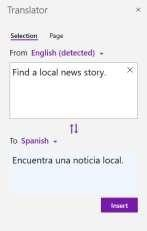 Translator
Selection Page
From English (detected)
Find a local news story.
To Spanish
Encuentra una noticia local.
Insert